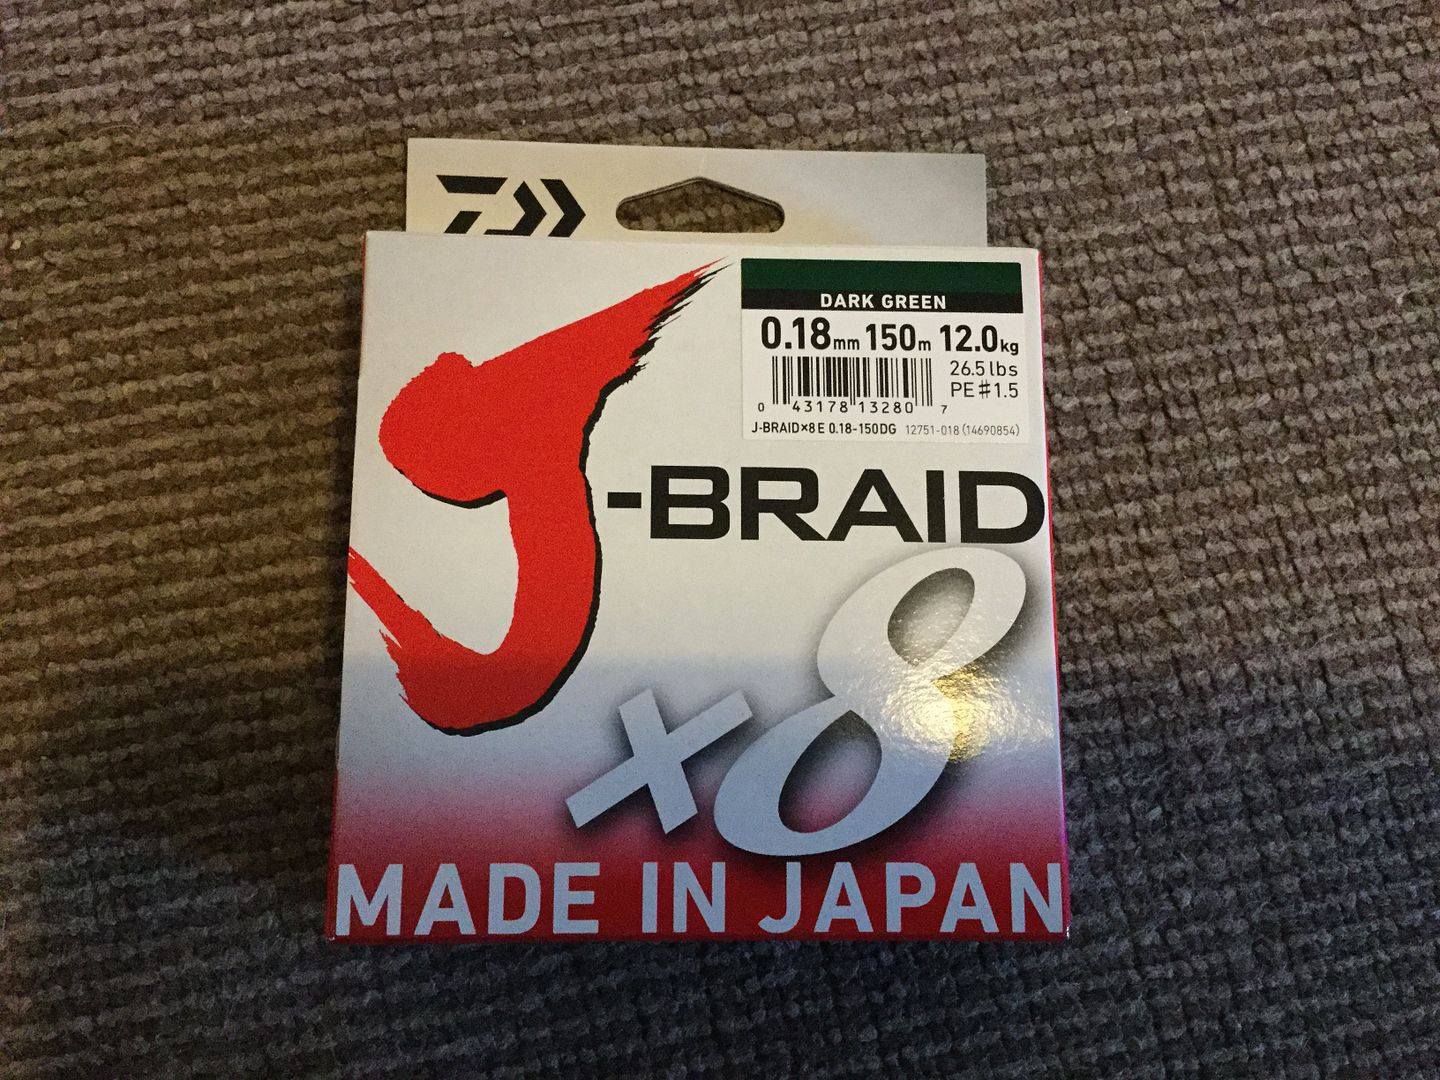 DARK GREEN
0.18mm 150m 12.0kg
26.5 lbs
PE#1.5
0 43178 13280 7
J-BRAID×8 E 0.18-150DG 12751-018 (14690854)
J-BRAID
×8
MADE IN JAPAN